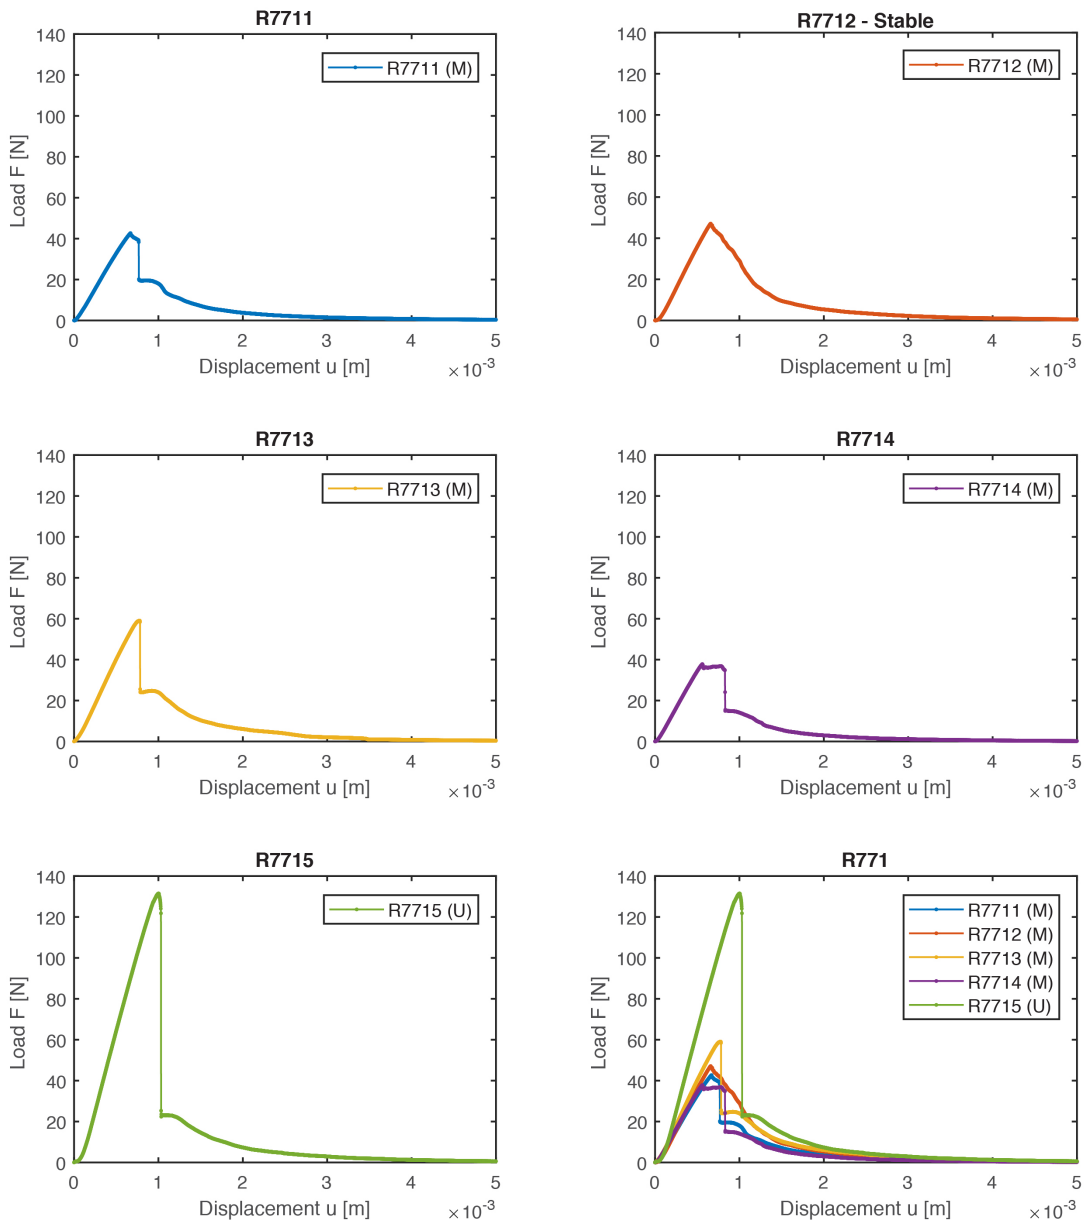 R7711
140
120
100
80
60
40
20
0
Load F [N]
R7711 (M)
0 1 2 3 4 5
Displacement u [m]
×10-3
R7712 - Stable
140
120
100
80
60
40
20
0
Load F [N]
R7712 (M)
0 1 2 3 4 5
Displacement u [m]
×10-3
R7713
140
120
100
80
60
40
20
0
Load F [N]
R7713 (M)
0 1 2 3 4 5
Displacement u [m]
×10-3
R7714
140
120
100
80
60
40
20
0
Load F [N]
R7714 (M)
0 1 2 3 4 5
Displacement u [m]
×10-3
R7715
140
120
100
80
60
40
20
0
Load F [N]
R7715 (U)
0 1 2 3 4 5
Displacement u [m]
×10-3
R771
140
120
100
80
60
40
20
0
Load F [N]
R7711 (M)
R7712 (M)
R7713 (M)
R7714 (M)
R7715 (U)
0 1 2 3 4 5
Displacement u [m]
×10-3